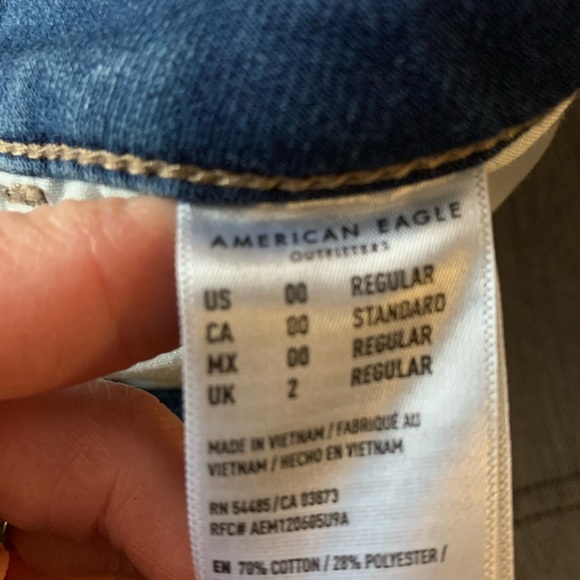 AMERICAN EAGLE
OUTFITTERS
US 00 REGULAR
CA 00 STANDARD
MX 00 REGULAR
UK 2 REGULAR
MADE IN VIETNAM / FABRIQUÉ AU
VIETNAM / HECHO EN VIETNAM
RN 54485 / CA 03673
RFC# AEM120605U9A
EN 70% COTTON / 28% POLYESTER /